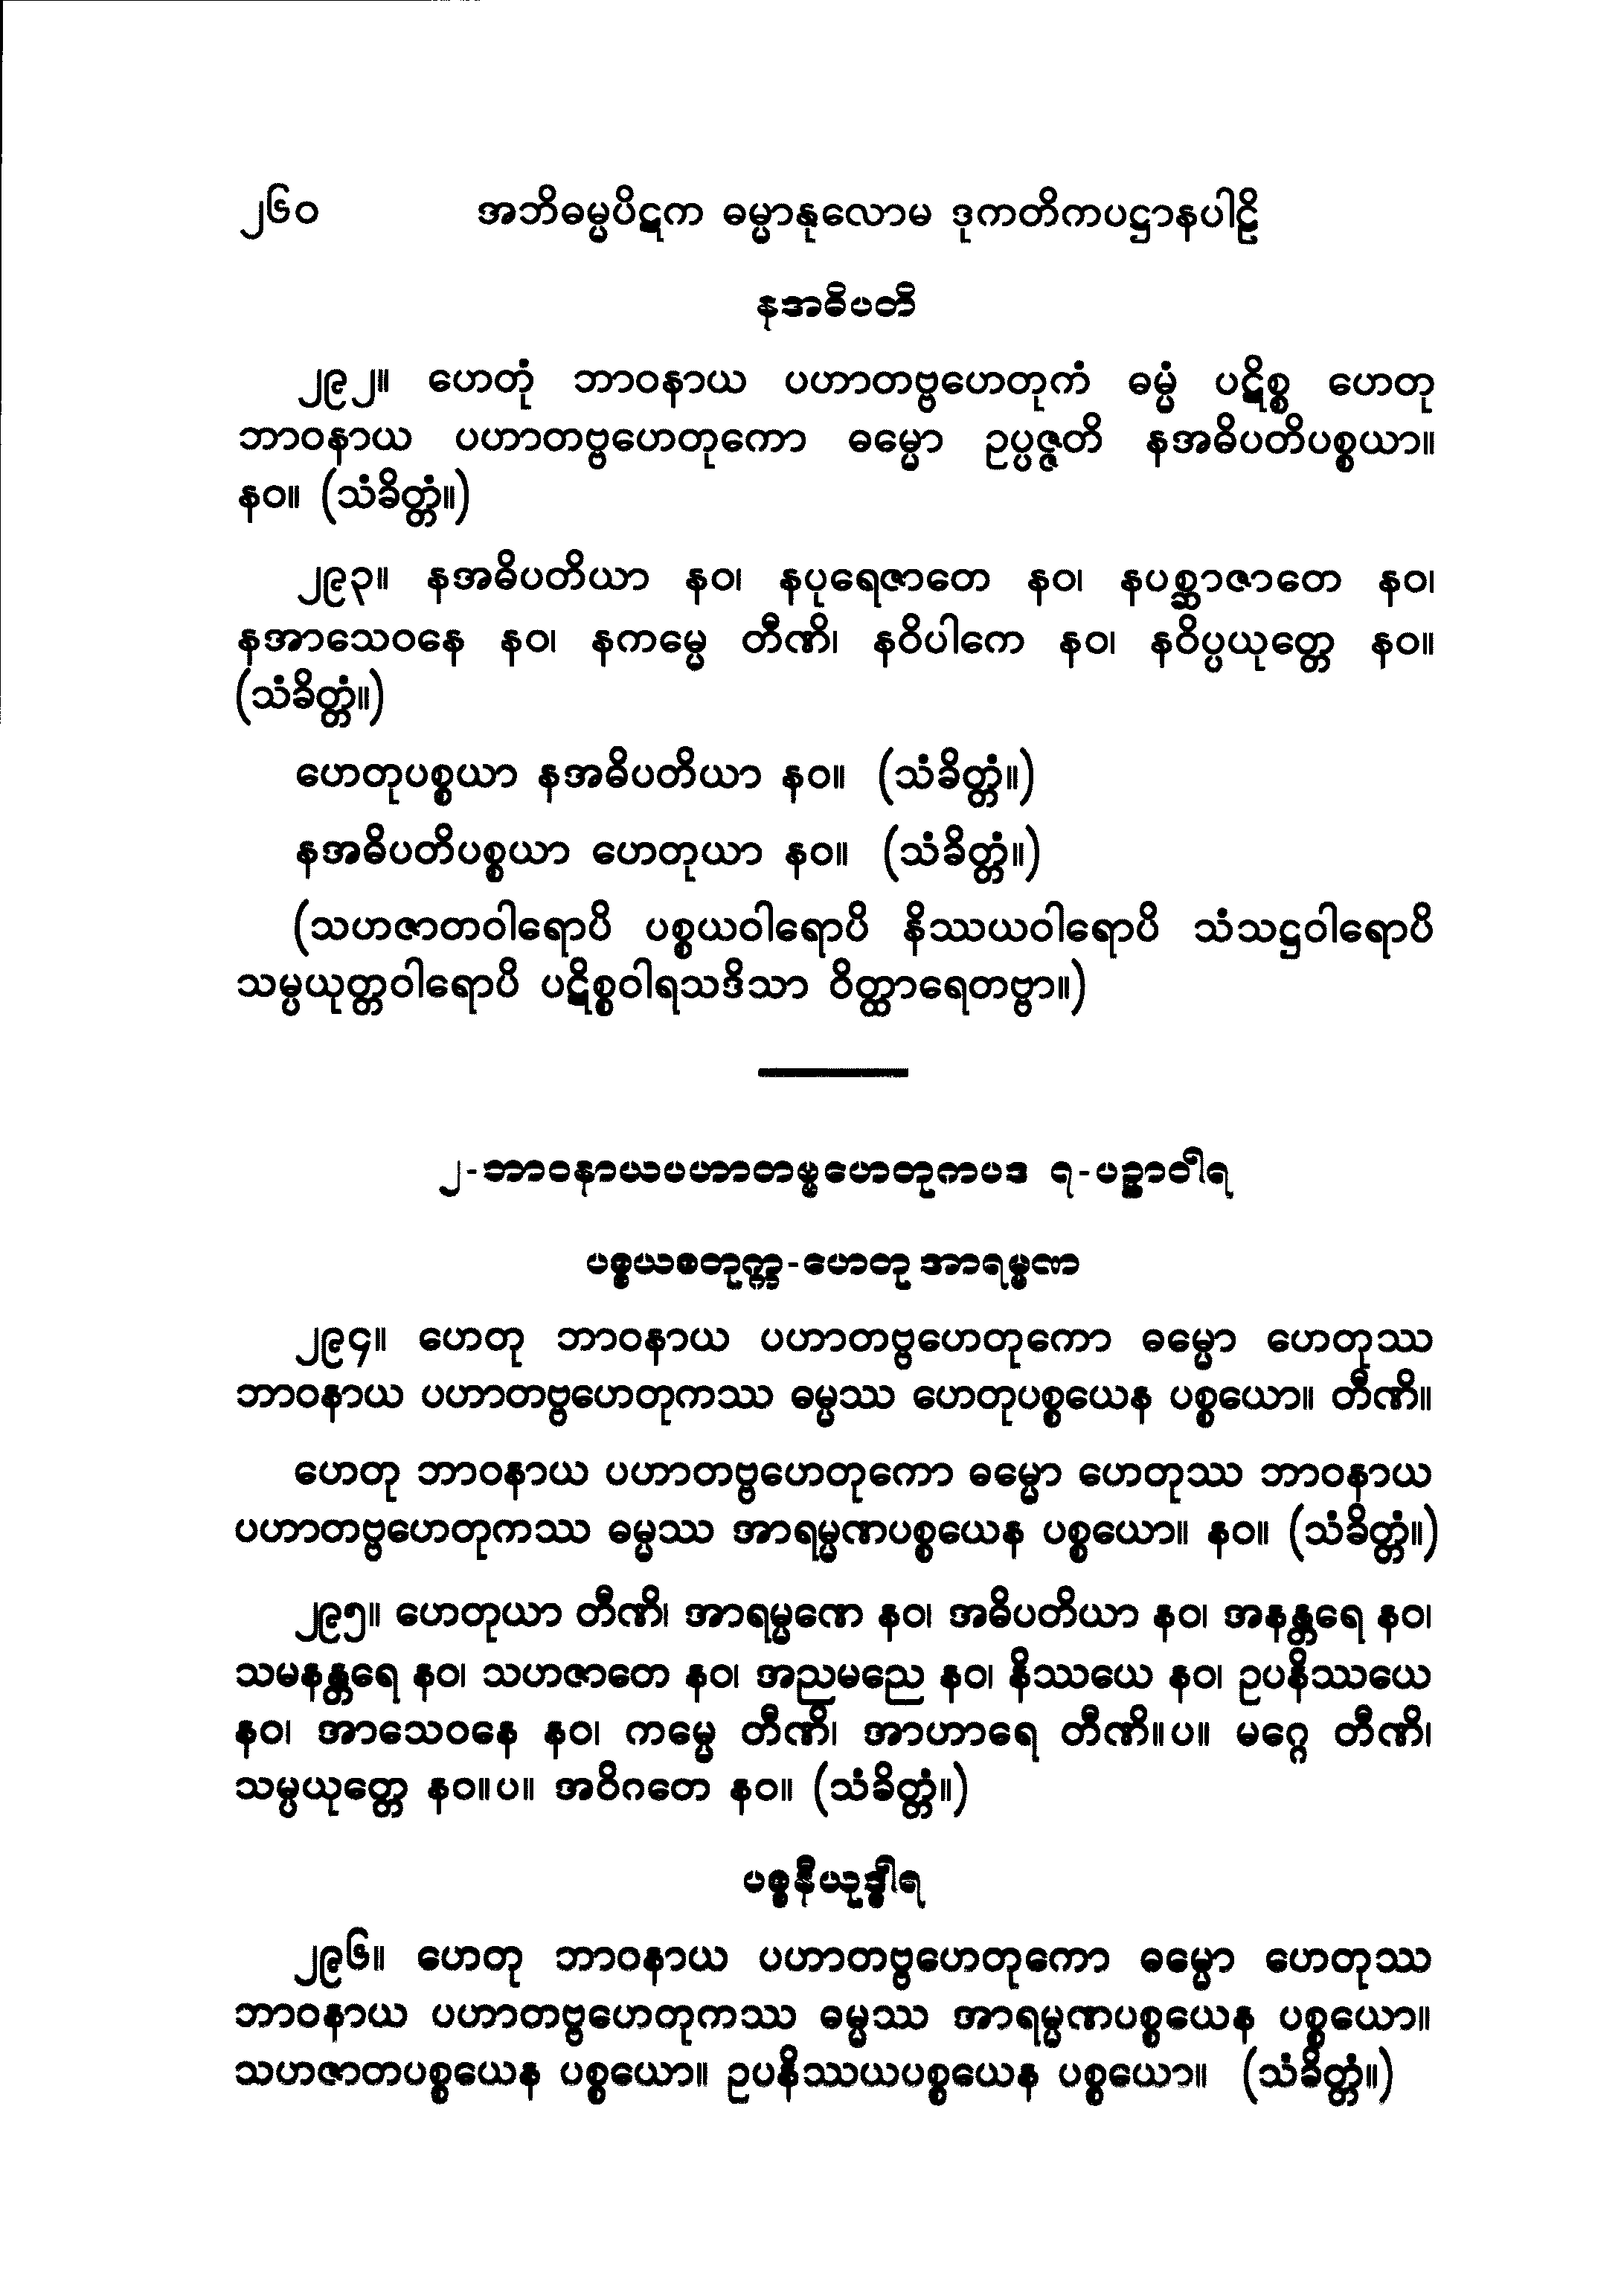 ၂၆၀ အဘိဓမ္မပိဋက ဓမ္မာနုလောမ ဒုကတိကပဋ္ဌာနပါဠိ
နအဓိပတိ
၂၉၂။ ဟေတုံ ဘာဝနာယ ပဟာတဗ္ဗဟေတုကံ ဓမ္မံ ပဋိစ္စ ဟေတု
ဘာဝနာယ ပဟာတဗ္ဗဟေတုကော ဓမ္မော ဥပ္ပဇ္ဇတိ နအဓိပတိပစ္စယာ။
နဝ။ (သံခိတ္တံ။)
၂၉၃။ နအဓိပတိယာ နဝ၊ နပုရေဇာတေ နဝ၊ နပစ္ဆာဇာတေ နဝ၊
နအာသေဝနေ နဝ၊ နကမ္မေ တီဏိ၊ နဝိပါကေ နဝ၊ နဝိပ္ပယုတ္တေ နဝ။
(သံခိတ္တံ။)
ဟေတုပစ္စယာ နအဓိပတိယာ နဝ။ (သံခိတ္တံ။)
နအဓိပတိပစ္စယာ ဟေတုယာ နဝ။ (သံခိတ္တံ။)
(သဟဇာတဝါရောပိ ပစ္စယဝါရောပိ နိဿယဝါရောပိ သံသဋ္ဌဝါရောပိ
သမ္ပယုတ္တဝါရောပိ ပဋိစ္စဝါရသဒိသာ ဝိတ္ထာရေတဗ္ဗာ။)
၂-ဘာဝနာယပဟာတဗ္ဗဟေတုကပဒ ၇-ပဉှာဝါရ
ပစ္စယစတုက္က-ဟေတု အာရမ္မဏ
၂၉၄။ ဟေတု ဘာဝနာယ ပဟာတဗ္ဗဟေတုကော ဓမ္မော ဟေတုဿ
ဘာဝနာယ ပဟာတဗ္ဗဟေတုကဿ ဓမ္မဿ ဟေတုပစ္စယေန ပစ္စယော။ တီဏိ။
ဟေတု ဘာဝနာယ ပဟာတဗ္ဗဟေတုကော ဓမ္မော ဟေတုဿ ဘာဝနာယ
ပဟာတဗ္ဗဟေတုကဿ ဓမ္မဿ အာရမ္မဏပစ္စယေန ပစ္စယော။ နဝ။ (သံခိတ္တံ။)
၂၉၅။ ဟေတုယာ တီဏိ၊ အာရမ္မဏေ နဝ၊ အဓိပတိယာ နဝ၊ အနန္တရေ နဝ၊
သမနန္တရေ နဝ၊ သဟဇာတေ နဝ၊ အညမညေ နဝ၊ နိဿယေ နဝ၊ ဥပနိဿယေ
နဝ၊ အာသေဝနေ နဝ၊ ကမ္မေ တီဏိ၊ အာဟာရေ တီဏိ။ပ။ မဂ္ဂေ တီဏိ၊
သမ္ပယုတ္တေ နဝ။ပ။ အဝိဂတေ နဝ။ (သံခိတ္တံ။)
ပစ္စနီယုဒ္ဓါရ
၂၉၆။ ဟေတု ဘာဝနာယ ပဟာတဗ္ဗဟေတုကော ဓမ္မော ဟေတုဿ
ဘာဝနာယ ပဟာတဗ္ဗဟေတုကဿ ဓမ္မဿ အာရမ္မဏပစ္စယေန ပစ္စယော။
သဟဇာတပစ္စယေန ပစ္စယော။ ဥပနိဿယပစ္စယေန ပစ္စယော။ (သံခိတ္တံ။)